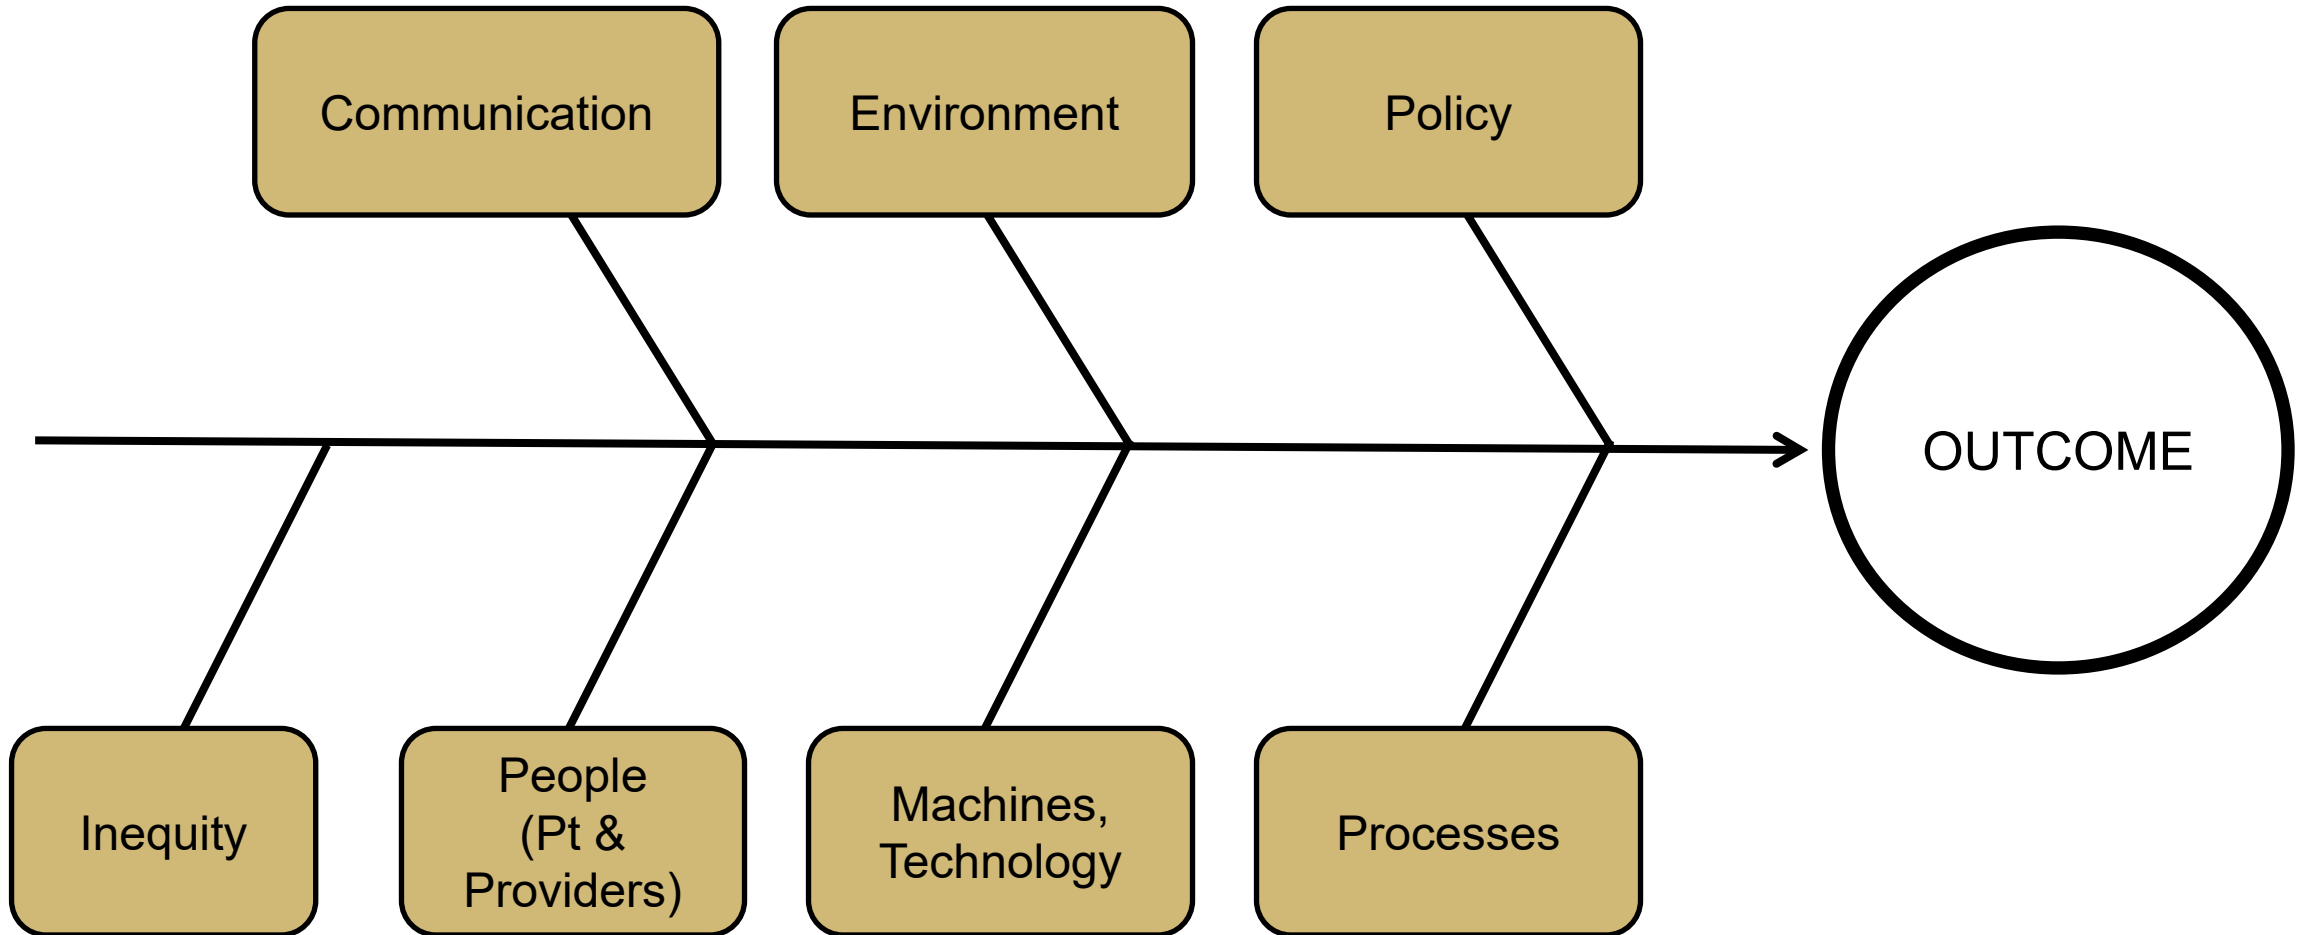 Communication
Environment
Policy
OUTCOME
Inequity
People
(Pt &
Providers)
Machines,
Technology
Processes